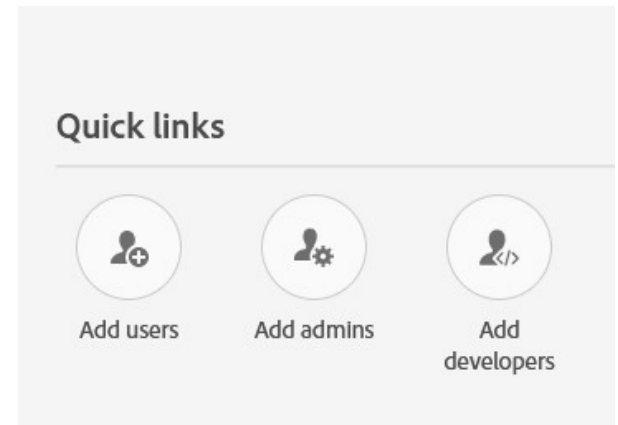 Quick links
Add users
Add admins
Add
developers